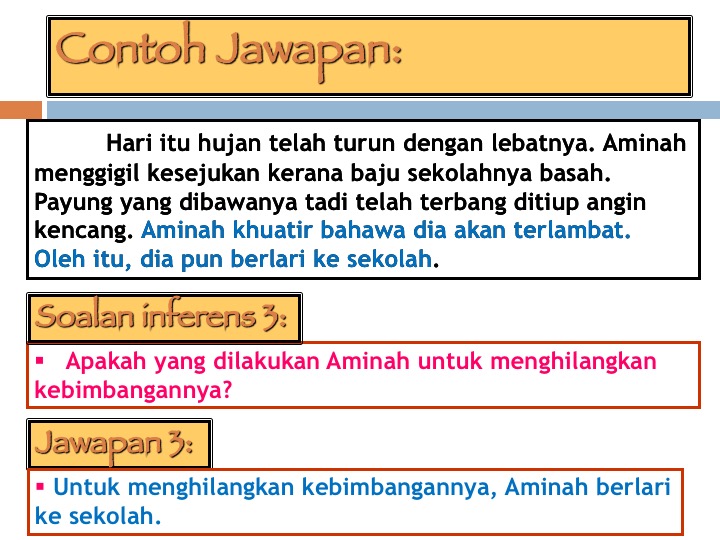 Contoh Jawapan:
Hari itu hujan telah turun dengan lebatnya. Aminah
menggigil kesejukan kerana baju sekolahnya basah.
Payung yang dibawanya tadi telah terbang ditiup angin
kencang. Aminah khuatir bahawa dia akan terlambat.
Oleh itu, dia pun berlari ke sekolah.
Soalan inferens 3:
▪ Apakah yang dilakukan Aminah untuk menghilangkan
kebimbangannya?
Jawapan 3:
▪ Untuk menghilangkan kebimbangannya, Aminah berlari
ke sekolah.